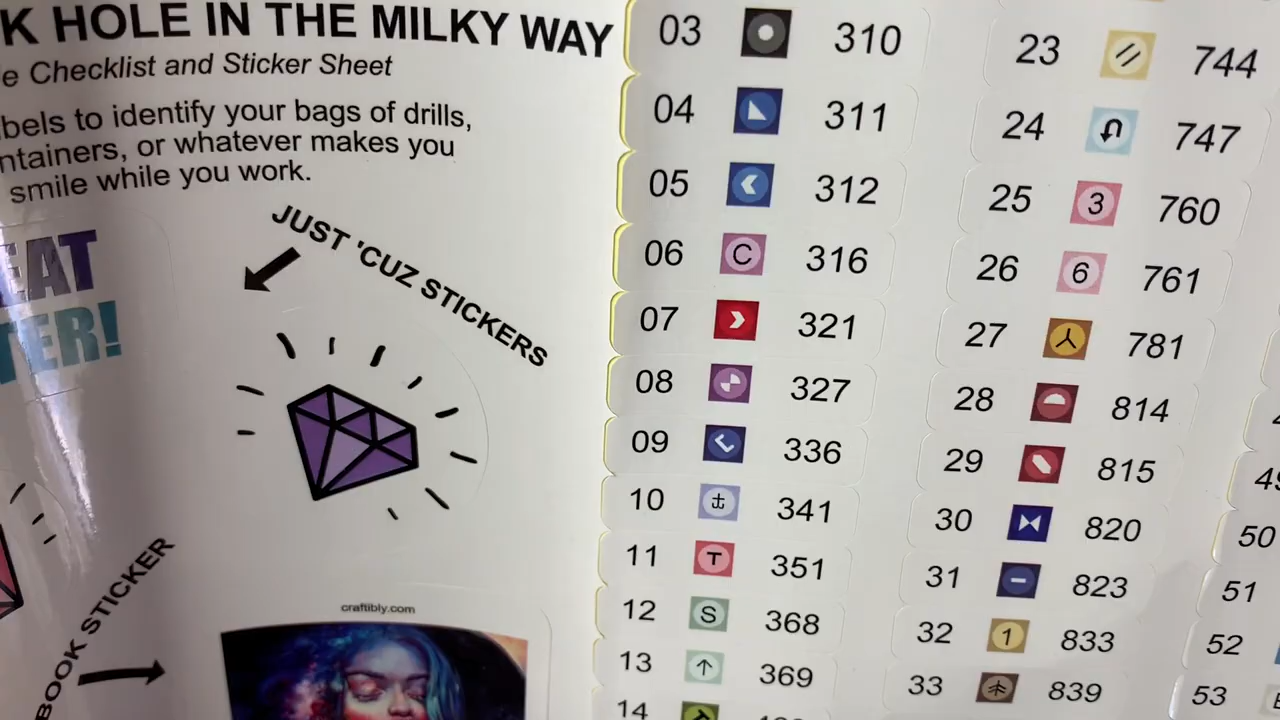 K HOLE IN THE MILKY WAY
e Checklist and Sticker Sheet
bels to identify your bags of drills,
ntainers, or whatever makes you
smile while you work.
EAT
TER!
JUST 'CUZ STICKERS
BOOK STICKER
craftibly.com
03 310
04 311
05 312
06 C 316
07 321
08 327
09 336
10 341
11 T 351
12 S 368
13 369
14
23 744
24 747
25 3 760
26 6 761
27 781
28 814
29 815
30 820
31 823
32 1 833
33 839
50
51
52
53